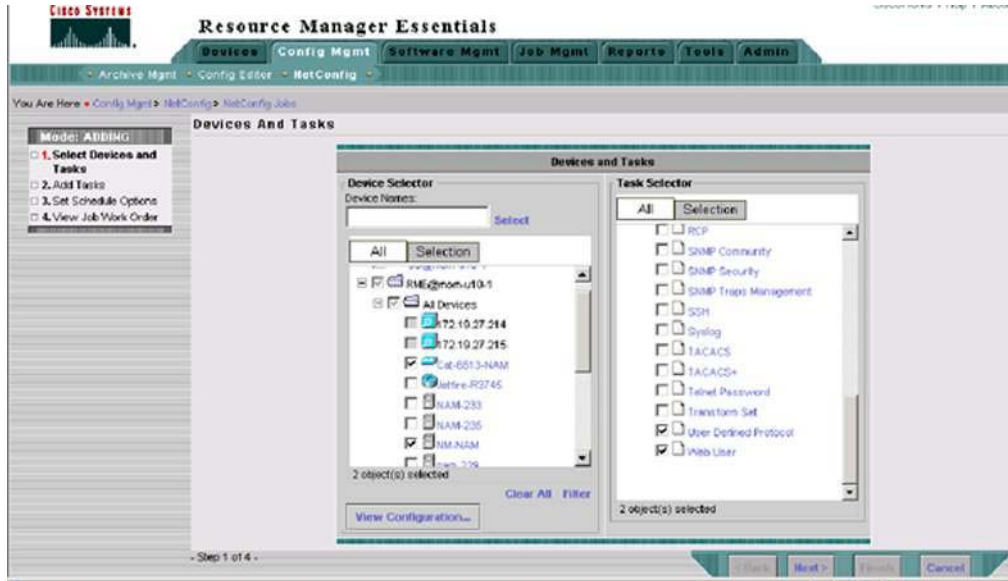 CISCO SYSTEMS
Resource Manager Essentials
Devices Config Mgmt Software Mgmt Job Mgmt Reports Tools Admin
Archive Mgmt Config Editor NetConfig
You Are Here Config Mgmt > NetConfig > NetConfig Jobs
Devices And Tasks
Mode: ADDING
1. Select Devices and
Tasks
2. Add Tasks
3. Set Schedule Options
4. View Job Work Order
Devices and Tasks
Device Selector
Device Names:
Select
All Selection
RME@nom-u10-1
All Devices
172.19.27.214
172.19.27.215
Cat-6513-NAM
Jetfire-R3745
NAM-233
NAM-235
NM-NAM
nam-239
2 object(s) selected
Clear All Filter
View Configuration...
Task Selector
All Selection
RCP
SNMP Community
SNMP Security
SNMP Traps Management
SSH
Syslog
TACACS
TACACS+
Telnet Password
Transform Set
User Defined Protocol
Web User
2 object(s) selected
- Step 1 of 4 -
< Back Next > Finish Cancel